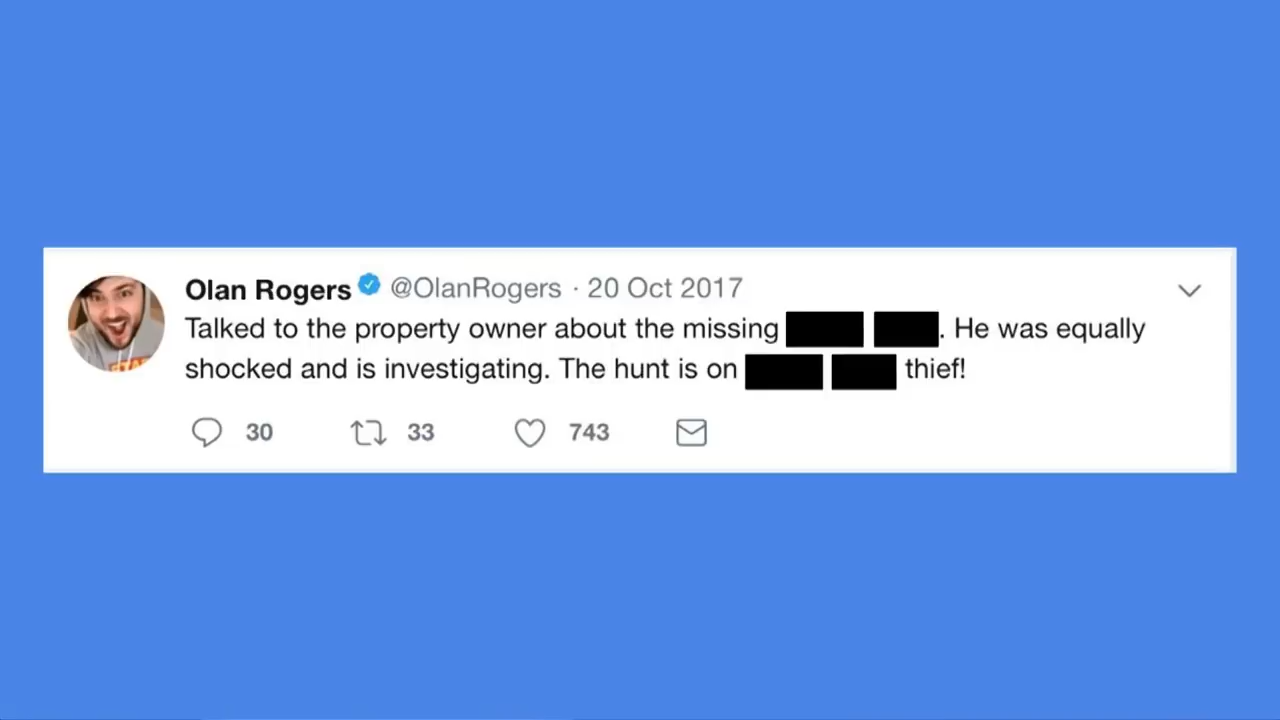 Olan Rogers @OlanRogers · 20 Oct 2017
Talked to the property owner about the missing . He was equally
shocked and is investigating. The hunt is on thief!
30 33 743